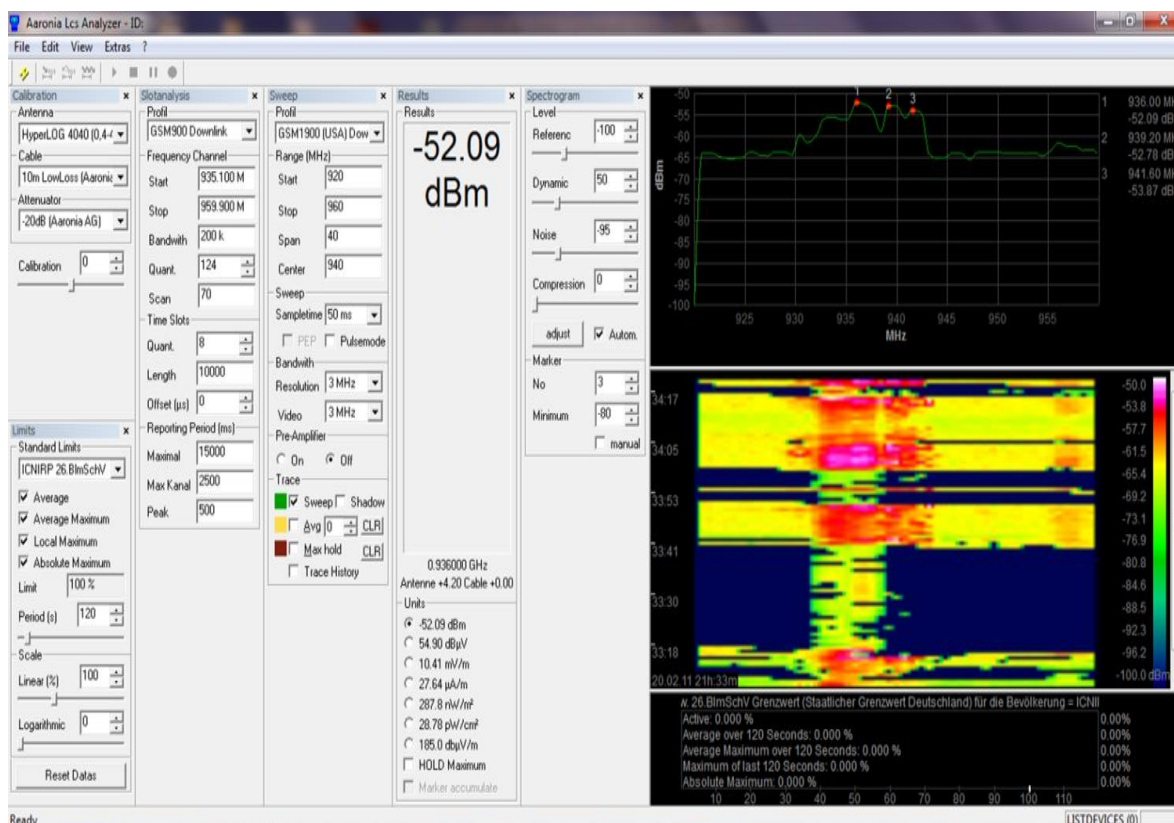 Aaronia Lcs Analyzer - ID:
File Edit View Extras ?
Calibration
Antenna
HyperLOG 4040 (0,4-
Cable
10m LowLoss (Aaronia
Attenuator
-20dB (Aaronia AG)
Calibration 0
Limits
Standard Limits
ICNIRP 26.BImSchV
Average
Average Maximum
Local Maximum
Absolute Maximum
Limit 100 %
Period (s) 120
Scale
Linear (%) 100
Logarithmic 0
Reset Datas
Slotanalysis
Profil
GSM900 Downlink
Frequency Channel
Start 935.100 M
Stop 959.900 M
Bandwith 200 k
Quant. 124
Scan 70
Time Slots
Quant. 8
Length 10000
Offset (µs) 0
Reporting Period (ms)
Maximal 15000
Max Kanal 2500
Peak 500
Sweep
Profil
GSM1900 (USA) Dow
Range (MHz)
Start 920
Stop 960
Span 40
Center 940
Sweep
Sampletime 50 ms
PEP Pulsemode
Bandwith
Resolution 3 MHz
Video 3 MHz
Pre-Amplifier
On Off
Trace
Sweep Shadow
Avg 0 CLR
Max hold CLR
Trace History
Results
Results
-52.09
dBm
0.936000 GHz
Antenne +4.20 Cable +0.00
Units
-52.09 dBm
54.90 dBµV
10.41 mV/m
27.64 µA/m
287.8 nW/m²
28.78 pW/cm²
185.0 dbµV/m
HOLD Maximum
Marker accumulate
Spectrogram
Level
Referenc -100
Dynamic 50
Noise -95
Compression 0
adjust Autom.
Marker
No 3
Minimum -80
manual
-50
-55
-60
-65
-70
-75
-80
-85
-90
-95
-100
dBm
1 2 3
925 930 935 940 945 950 955
MHz
1 936.00 MH
-52.09 dB
2 939.20 MH
-52.78 dB
3 941.60 MH
-53.87 dB
34:17
34:05
33:53
33:41
33:30
33:18
20.02.11 21h:33m
-50.0
-53.8
-57.7
-61.5
-65.4
-69.2
-73.1
-76.9
-80.8
-84.6
-88.5
-92.3
-96.2
-100.0 dBm
26.BImSchV Grenzwert (Staatlicher Grenzwert Deutschland) für die Bevölkerung = ICNI
Active: 0.000 % 0.00%
Average over 120 Seconds: 0.000 % 0.00%
Average Maximum over 120 Seconds: 0.000 % 0.00%
Maximum of last 120 Seconds: 0.000 % 0.00%
Absolute Maximum: 0,000 % 0.00%
10 20 30 40 50 60 70 80 90 100 110
Ready
LISTDEVICES (0)